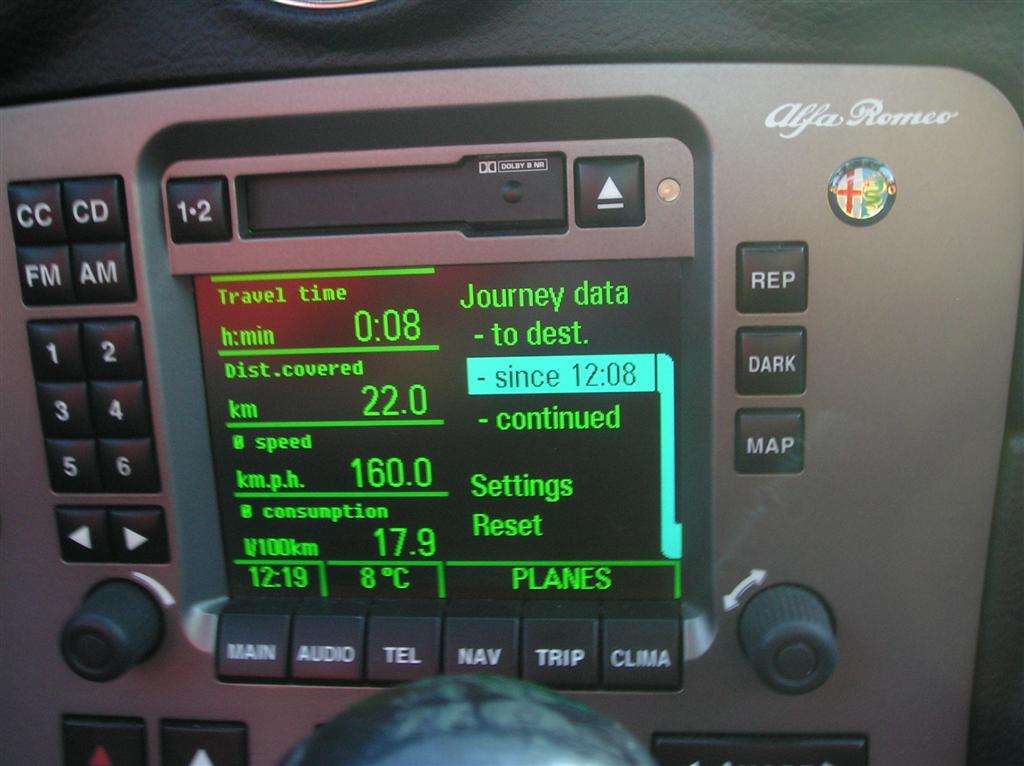 Alfa Romeo
DOLBY B NR
1·2
CC CD
FM AM
1 2
3 4
5 6
REP
DARK
MAP
Travel time
h:min 0:08
Dist.covered
km 22.0
Ø speed
km.p.h. 160.0
Ø consumption
l/100km 17.9
Journey data
- to dest.
- since 12:08
- continued
Settings
Reset
12:19 8 °C PLANES
MAIN AUDIO TEL NAV TRIP CLIMA